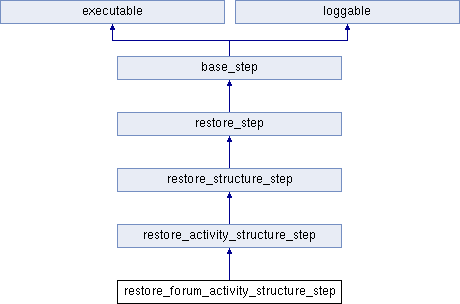 executable
loggable
base_step
restore_step
restore_structure_step
restore_activity_structure_step
restore_forum_activity_structure_step